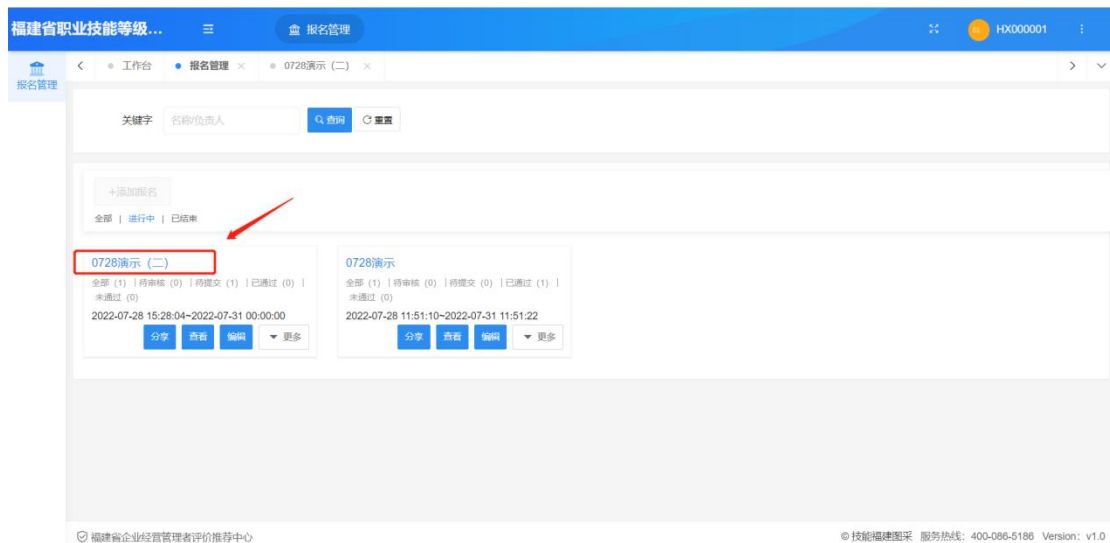 福建省职业技能等级...
报名管理
HX000001
报名管理
工作台
报名管理
0728演示（二）
关键字
名称/负责人
查询
重置
+添加报名
全部 | 进行中 | 已结束
0728演示（二）
全部 (1) | 待审核 (0) | 待提交 (1) | 已通过 (0) |
未通过 (0)
2022-07-28 15:28:04~2022-07-31 00:00:00
分享 查看 编辑 更多
0728演示
全部 (1) | 待审核 (0) | 待提交 (0) | 已通过 (1) |
未通过 (0)
2022-07-28 11:51:10~2022-07-31 11:51:22
分享 查看 编辑 更多
福建省企业经营管理者评价推荐中心
©技能福建图采 服务热线：400-086-5186 Version：v1.0